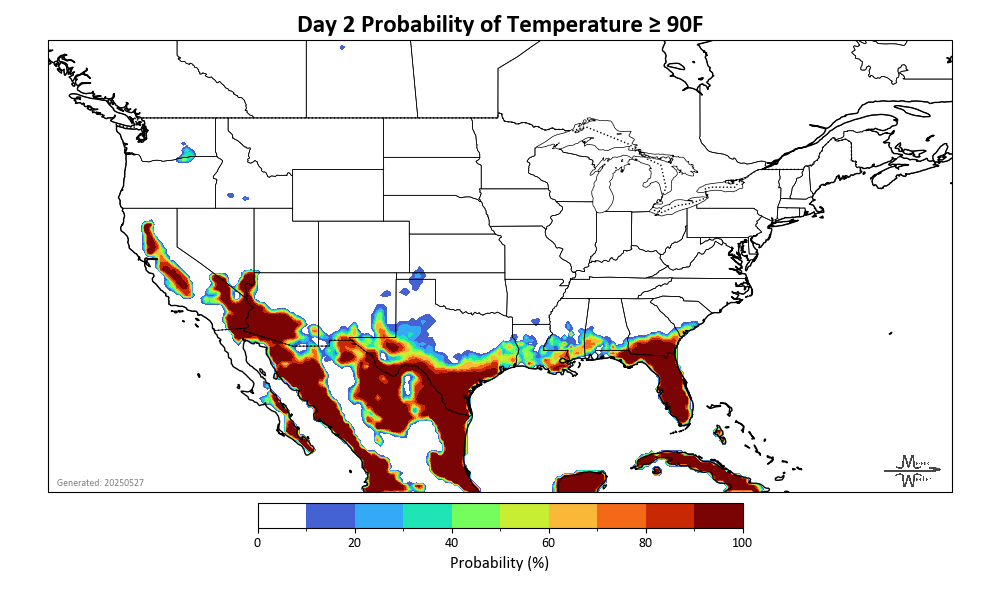 Day 2 Probability of Temperature ≥ 90F
Generated: 20250527
0 20 40 60 80 100
Probability (%)